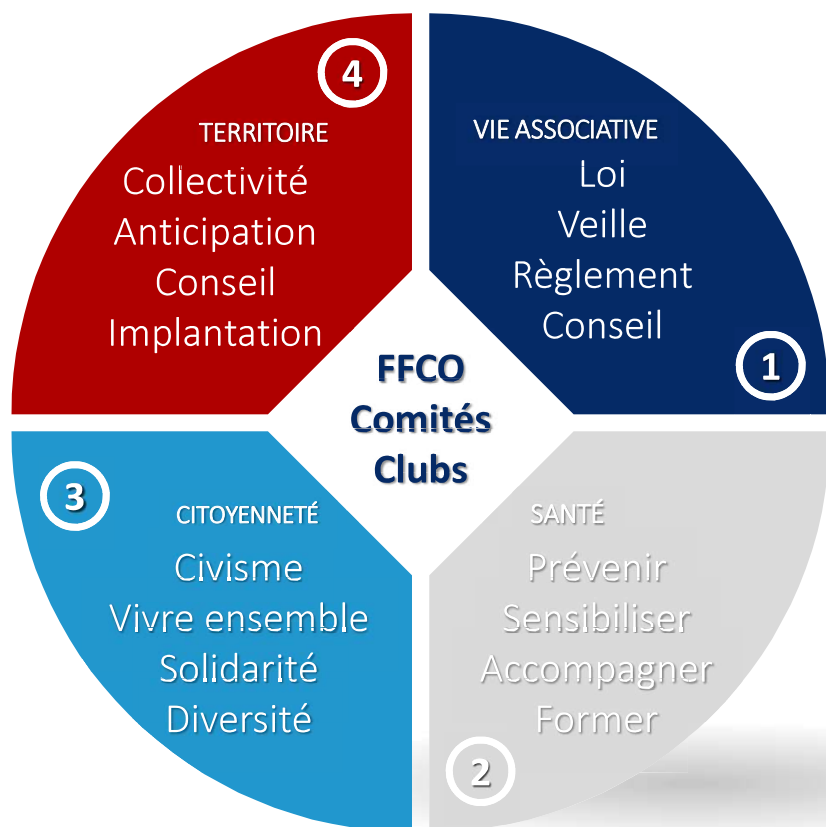 4
TERRITOIRE
Collectivité
Anticipation
Conseil
Implantation
VIE ASSOCIATIVE
Loi
Veille
Règlement
Conseil
1
FFCO
Comités
Clubs
3
CITOYENNETÉ
Civisme
Vivre ensemble
Solidarité
Diversité
SANTÉ
Prévenir
Sensibiliser
Accompagner
Former
2